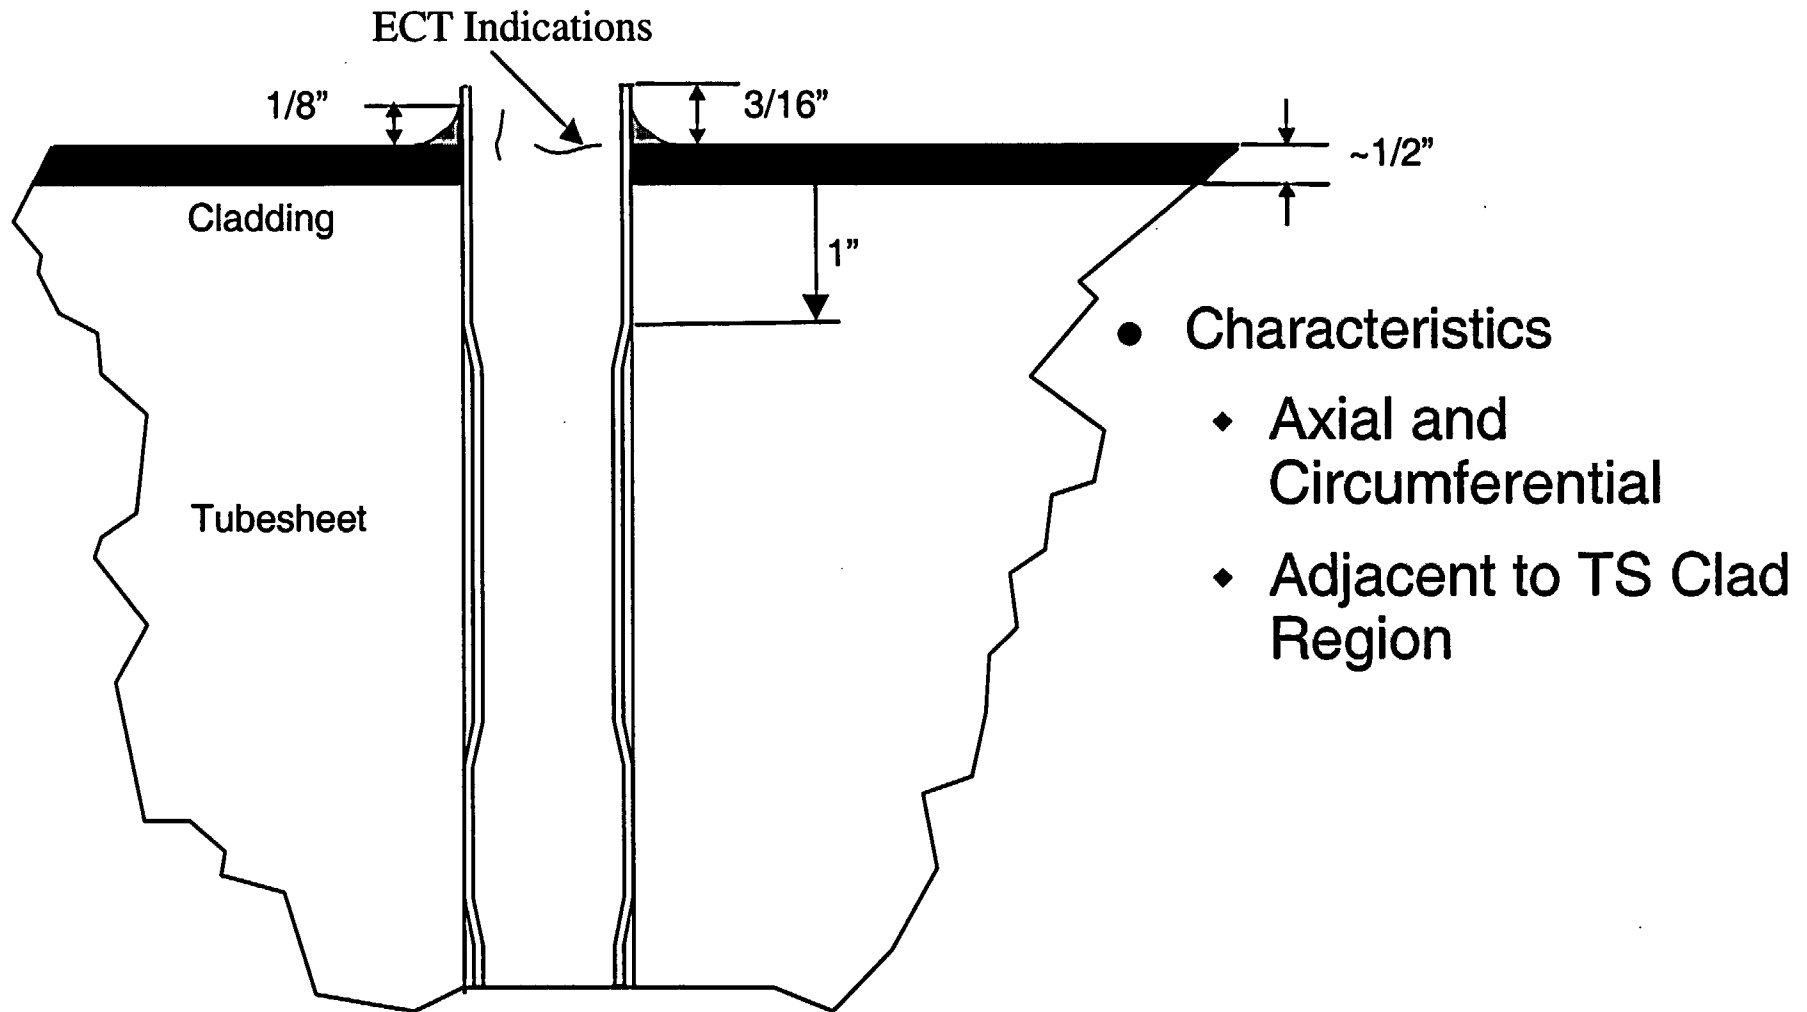 ECT Indications
1/8”
3/16”
~1/2”
Cladding
1”
Tubesheet
● Characteristics
◆ Axial and
Circumferential
◆ Adjacent to TS Clad
Region